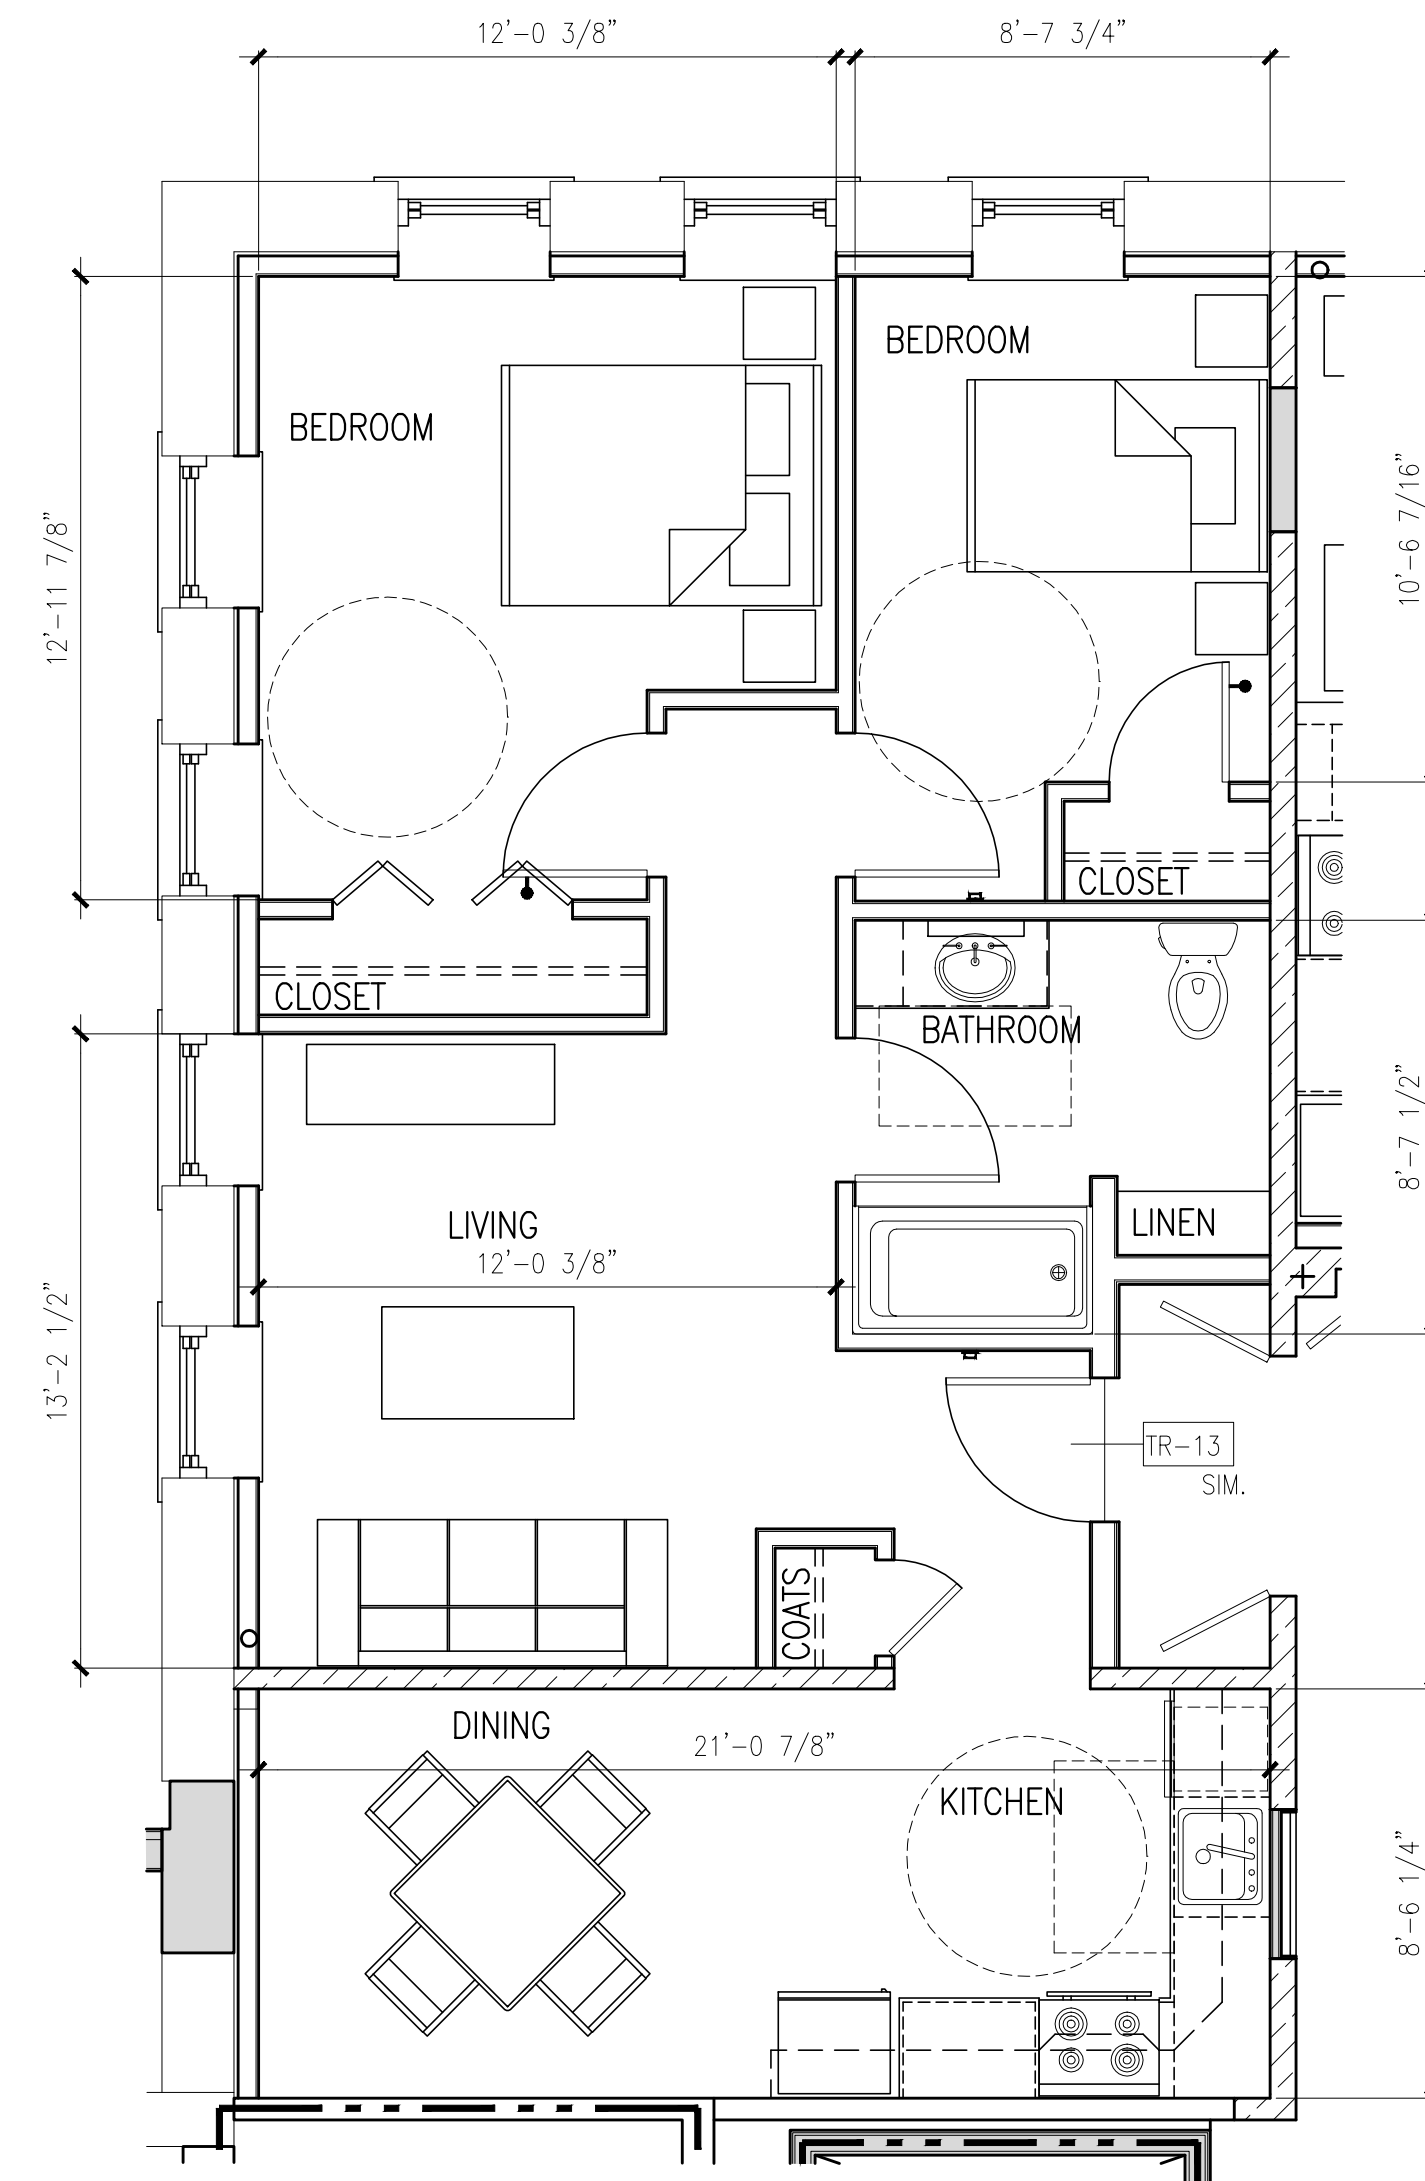 12'-0 3/8"
8'-7 3/4"
BEDROOM
BEDROOM
10'-6 7/16"
12'-11 7/8"
CLOSET
CLOSET
BATHROOM
8'-7 1/2"
LIVING
LINEN
12'-0 3/8"
13'-2 1/2"
TR-13
SIM.
COATS
DINING
21'-0 7/8"
KITCHEN
8'-6 1/4"